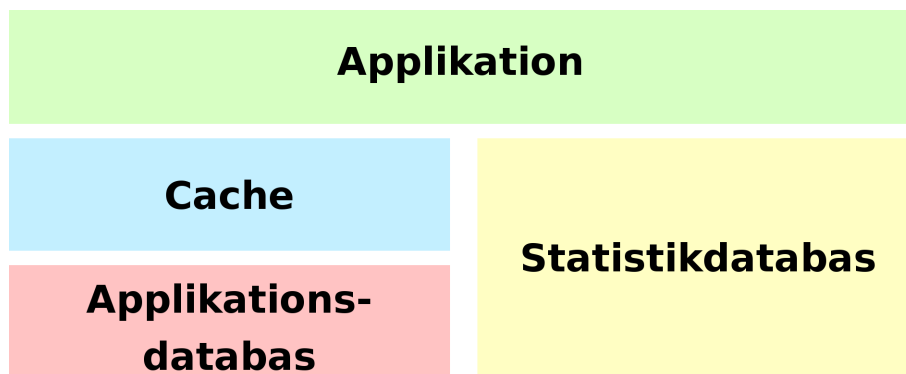 Applikation
Cache
Statistikdatabas
Applikations-
databas